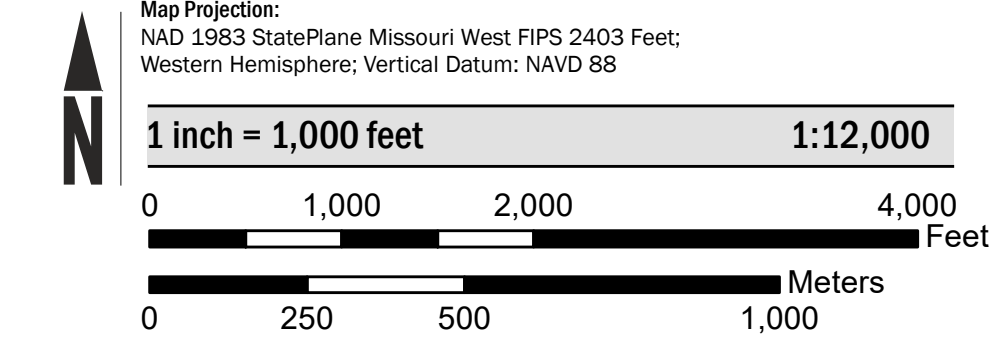 Map Projection:
NAD 1983 StatePlane Missouri West FIPS 2403 Feet;
Western Hemisphere; Vertical Datum: NAVD 88
N
1 inch = 1,000 feet 1:12,000
0 1,000 2,000 4,000
Feet
Meters
0 250 500 1,000